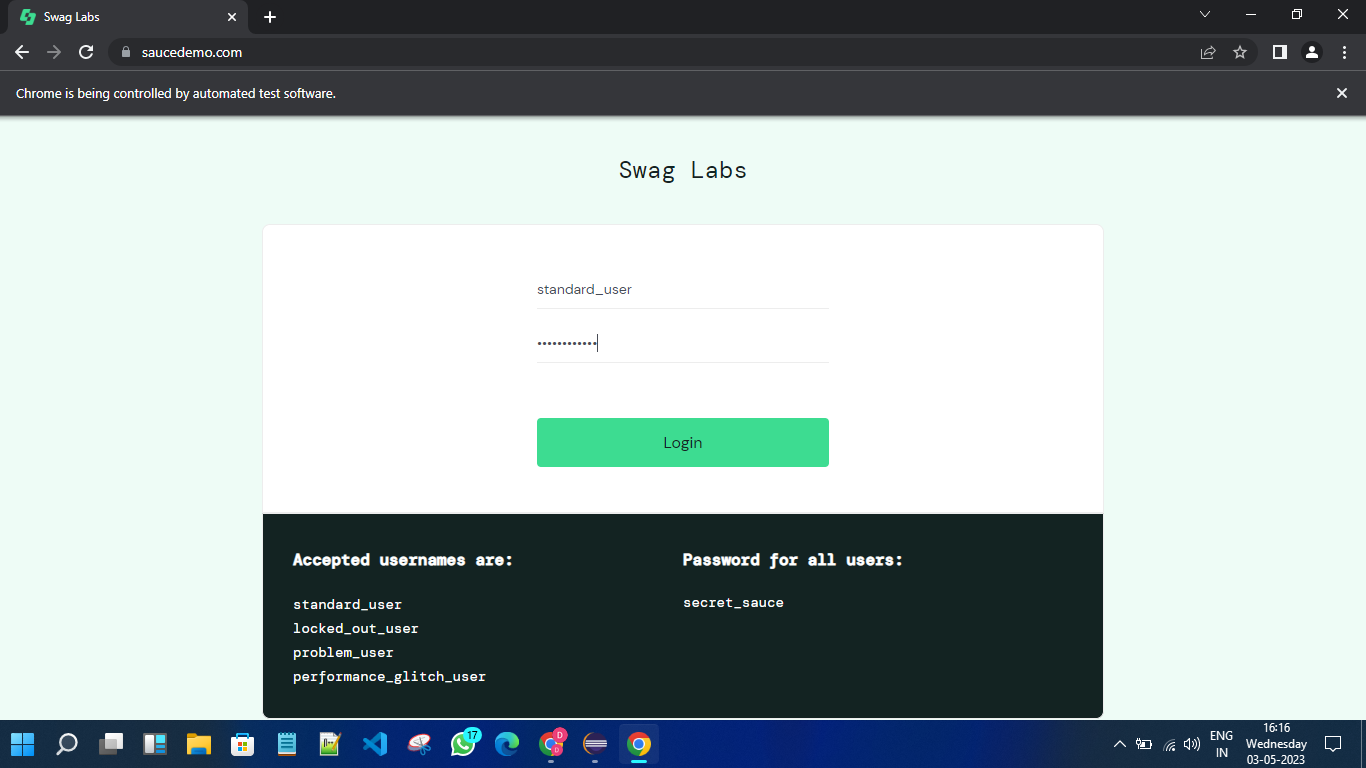 Swag Labs
saucedemo.com
Chrome is being controlled by automated test software.
Swag Labs
standard_user
••••••••••••
Login
Accepted usernames are:
standard_user
locked_out_user
problem_user
performance_glitch_user
Password for all users:
secret_sauce
17
D
D
ENG
IN
16:16
Wednesday
03-05-2023